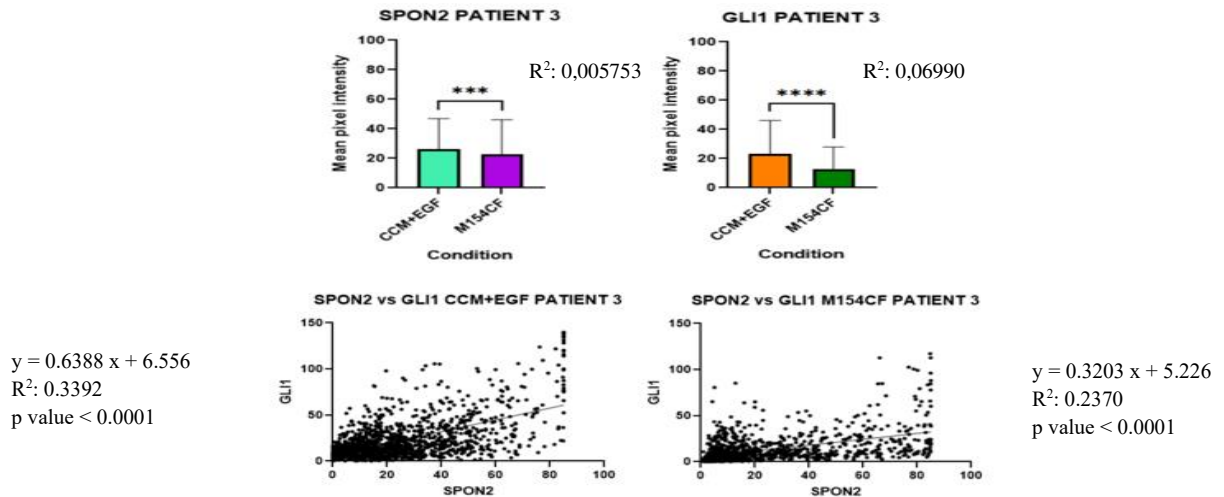 SPON2 PATIENT 3
100
80
60
40
20
0
Mean pixel intensity
***
R²: 0,005753
CCM+EGF
M154CF
Condition
GLI1 PATIENT 3
100
80
60
40
20
0
Mean pixel intensity
****
R²: 0,06990
CCM+EGF
M154CF
Condition
y = 0.6388 x + 6.556
R²: 0.3392
p value < 0.0001
SPON2 vs GLI1 CCM+EGF PATIENT 3
150
100
50
0
GLI1
0 20 40 60 80 100
SPON2
SPON2 vs GLI1 M154CF PATIENT 3
150
100
50
0
GLI1
0 20 40 60 80 100
SPON2
y = 0.3203 x + 5.226
R²: 0.2370
p value < 0.0001